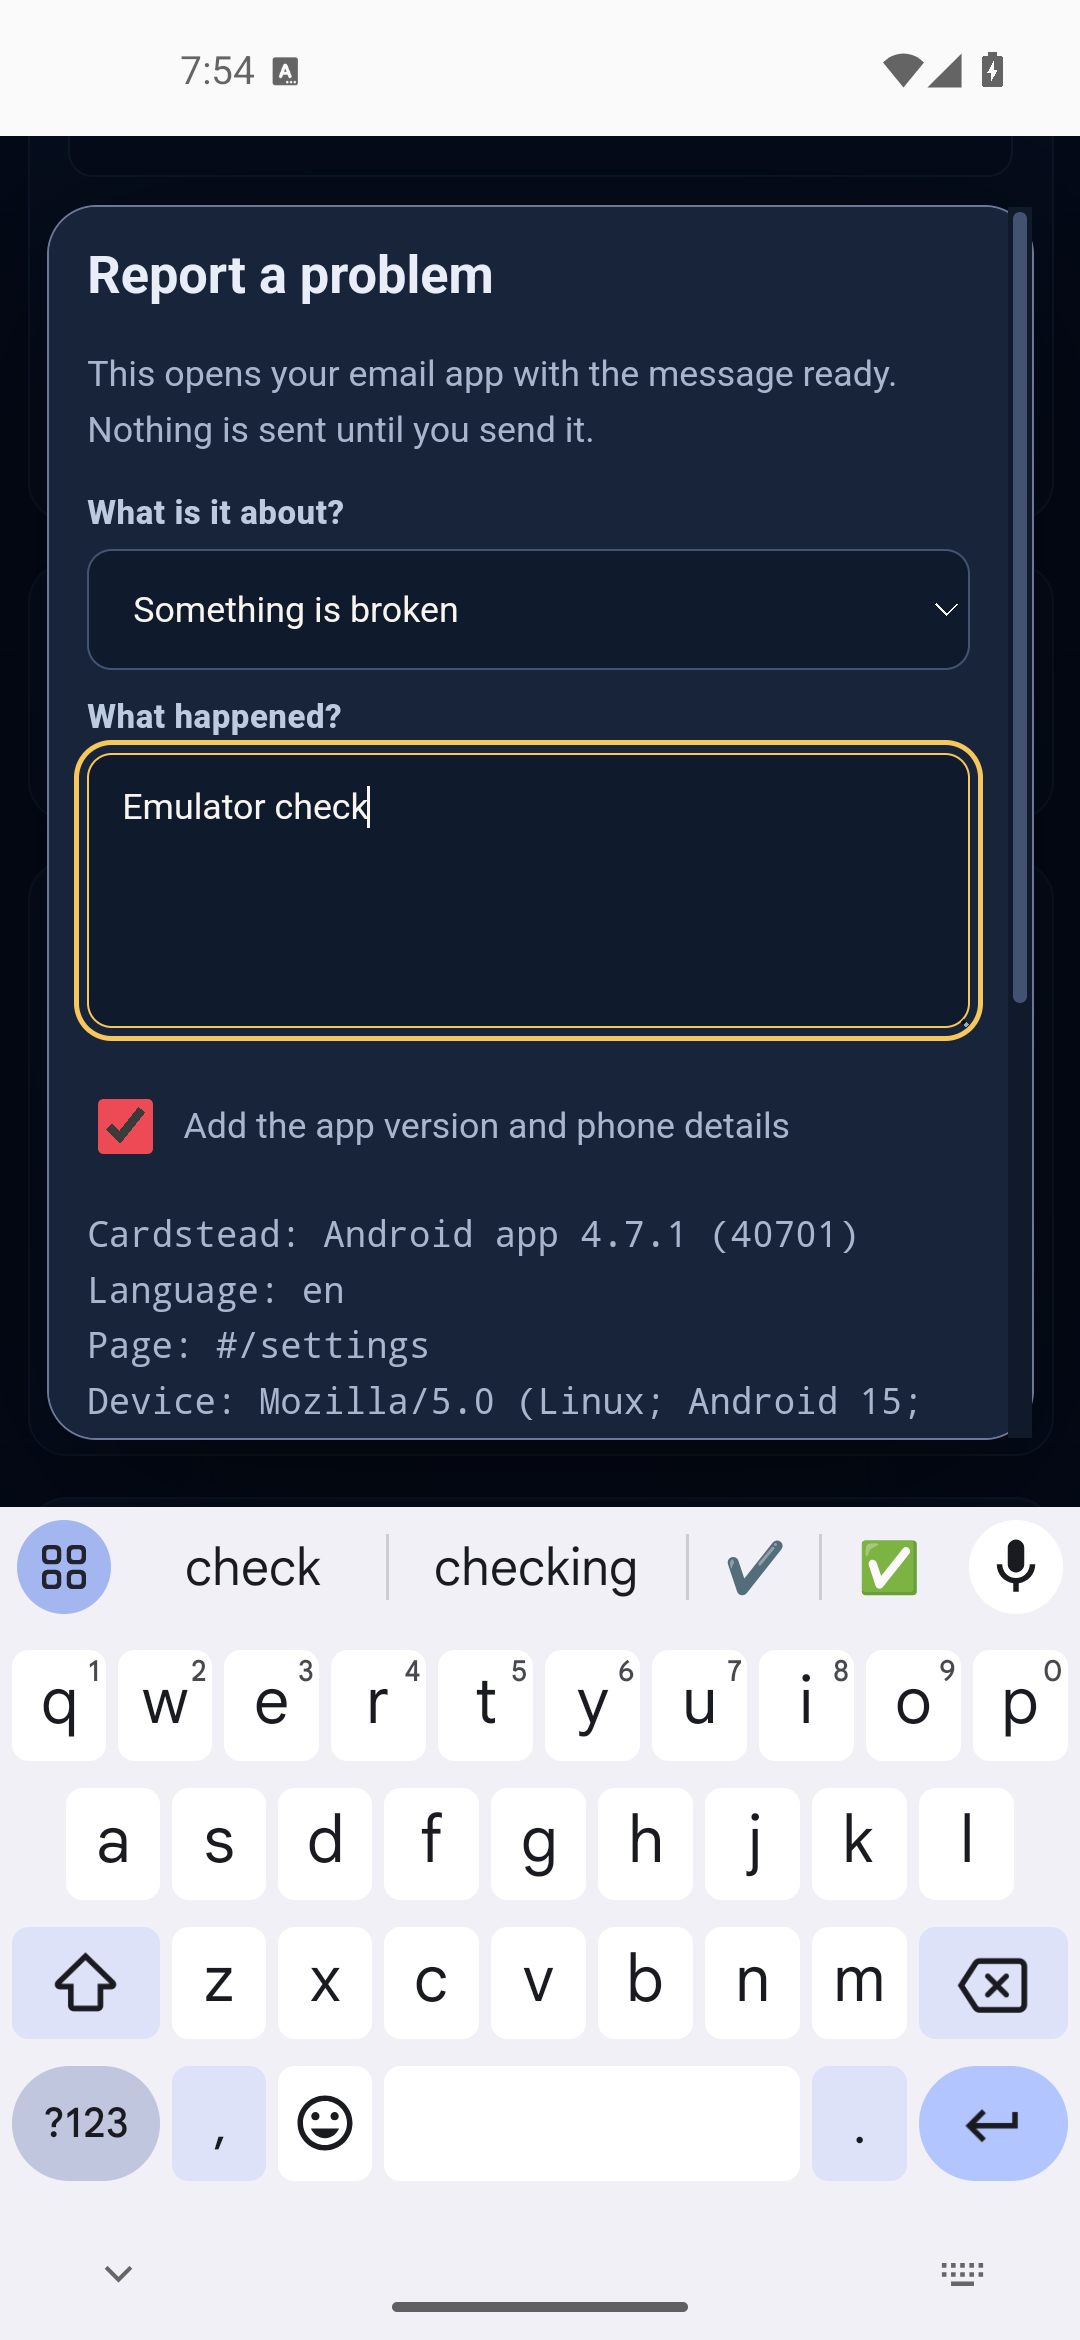 7:54
Report a problem
This opens your email app with the message ready.
Nothing is sent until you send it.
What is it about?
Something is broken
What happened?
Emulator check
Add the app version and phone details
Cardstead: Android app 4.7.1 (40701)
Language: en
Page: #/settings
Device: Mozilla/5.0 (Linux; Android 15;
check checking
q 1 w 2 e 3 r 4 t 5 y 6 u 7 i 8 o 9 p 0
a s d f g h j k l
z x c v b n m
?123 , .